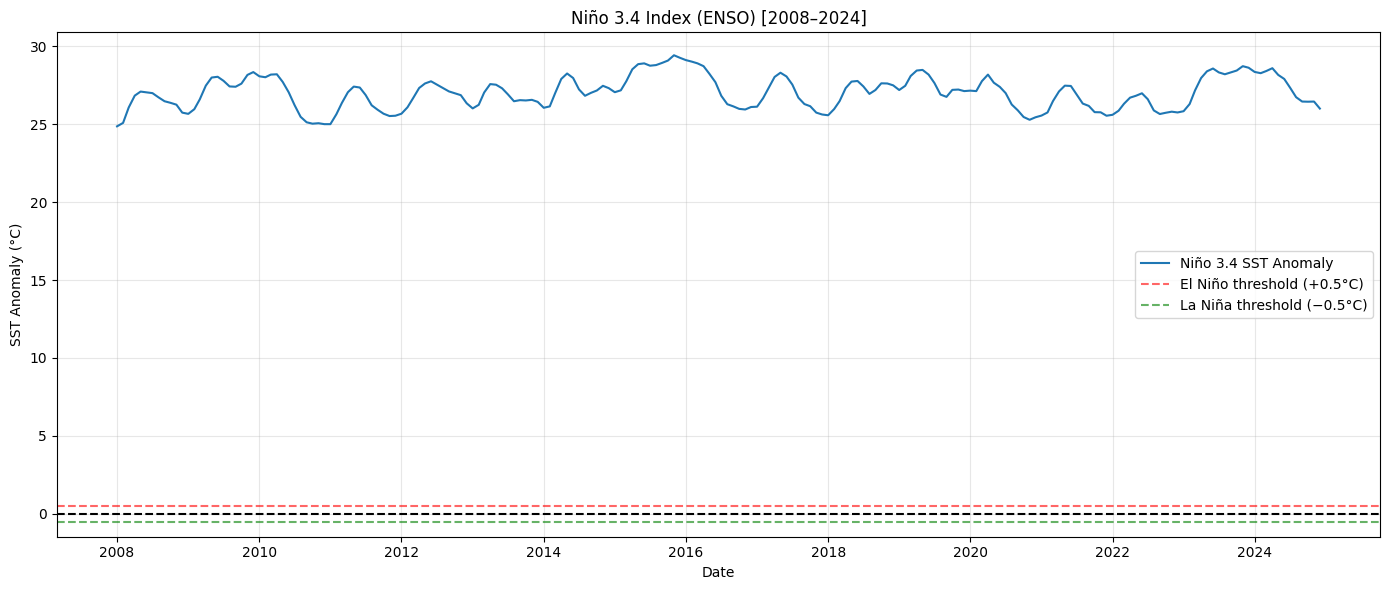 Niño 3.4 Index (ENSO) [2008–2024]
SST Anomaly (°C)
30
25
20
15
10
5
0
Niño 3.4 SST Anomaly
El Niño threshold (+0.5°C)
La Niña threshold (−0.5°C)
2008 2010 2012 2014 2016 2018 2020 2022 2024
Date